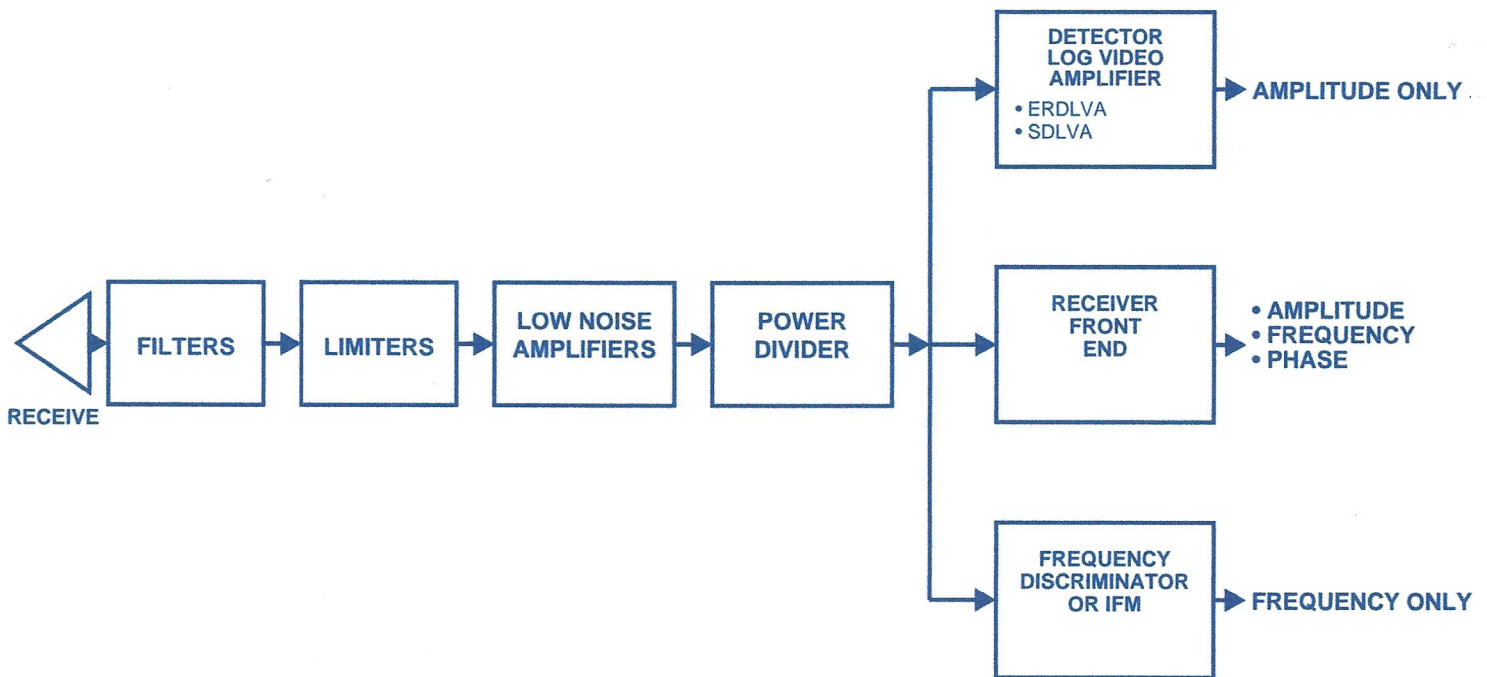 RECEIVE
FILTERS
LIMITERS
LOW NOISE
AMPLIFIERS
POWER
DIVIDER
DETECTOR
LOG VIDEO
AMPLIFIER
• ERDLVA
• SDLVA
AMPLITUDE ONLY
RECEIVER
FRONT
END
• AMPLITUDE
• FREQUENCY
• PHASE
FREQUENCY
DISCRIMINATOR
OR IFM
FREQUENCY ONLY